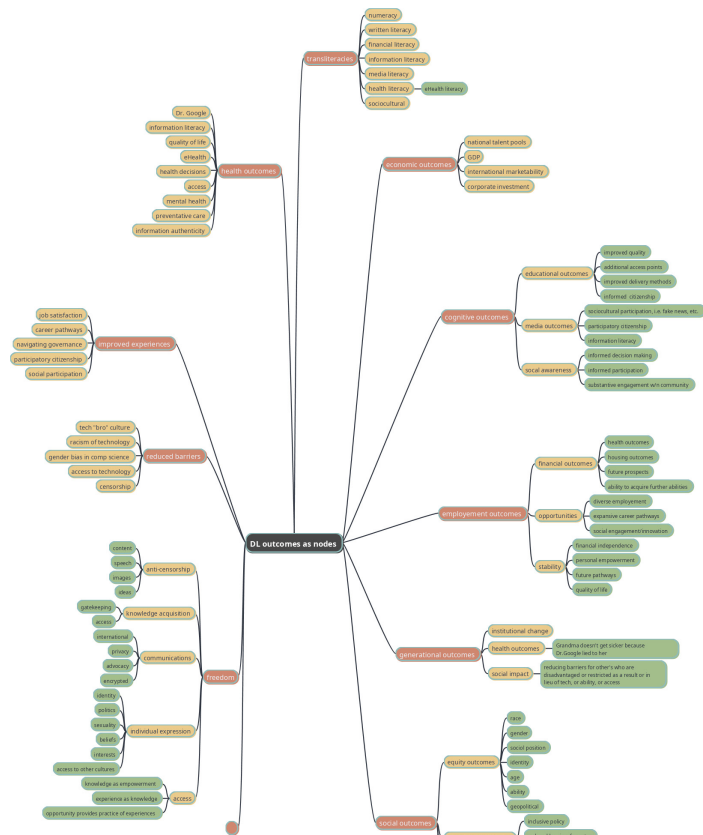 transliteracies
numeracy
written literacy
financial literacy
information literacy
media literacy
health literacy
eHealth literacy
sociocultural
health outcomes
Dr. Google
information literacy
quality of life
eHealth
health decisions
access
mental health
preventative care
information authenticity
economic outcomes
national talent pools
GDP
international marketability
corporate investment
cognitive outcomes
educational outcomes
improved quality
additional access points
improved delivery methods
informed citizenship
media outcomes
sociocultural participation, i.e. fake news, etc.
participatory citizenship
information literacy
socal awareness
informed decision making
informed participation
substantive engagement w/n community
improved experiences
job satisfaction
career pathways
navigating governance
participatory citizenship
social participation
reduced barriers
tech "bro" culture
racism of technology
gender bias in comp science
access to technology
censorship
employement outcomes
financial outcomes
health outcomes
housing outcomes
future prospects
ability to acquire further abilities
opportunities
diverse employement
expansive career pathways
social engagement/innovation
stability
financial independence
personal empowerment
future pathways
quality of life
DL outcomes as nodes
freedom
anti-censorship
content
speech
images
ideas
knowledge acquisition
gatekeeping
access
communications
international
privacy
advocacy
encrypted
individual expression
identity
politics
sexuality
beliefs
interests
access to other cultures
access
knowledge as empowerment
experience as knowledge
opportunity provides practice of experiences
generational outcomes
institutional change
health outcomes
Grandma doesn't get sicker because
Dr.Google lied to her
social impact
reducing barriers for other's who are
disadvantaged or restricted as a result or in
lieu of tech, or ability, or access
social outcomes
equity outcomes
race
gender
social position
identity
age
ability
geopolitical
inclusive policy